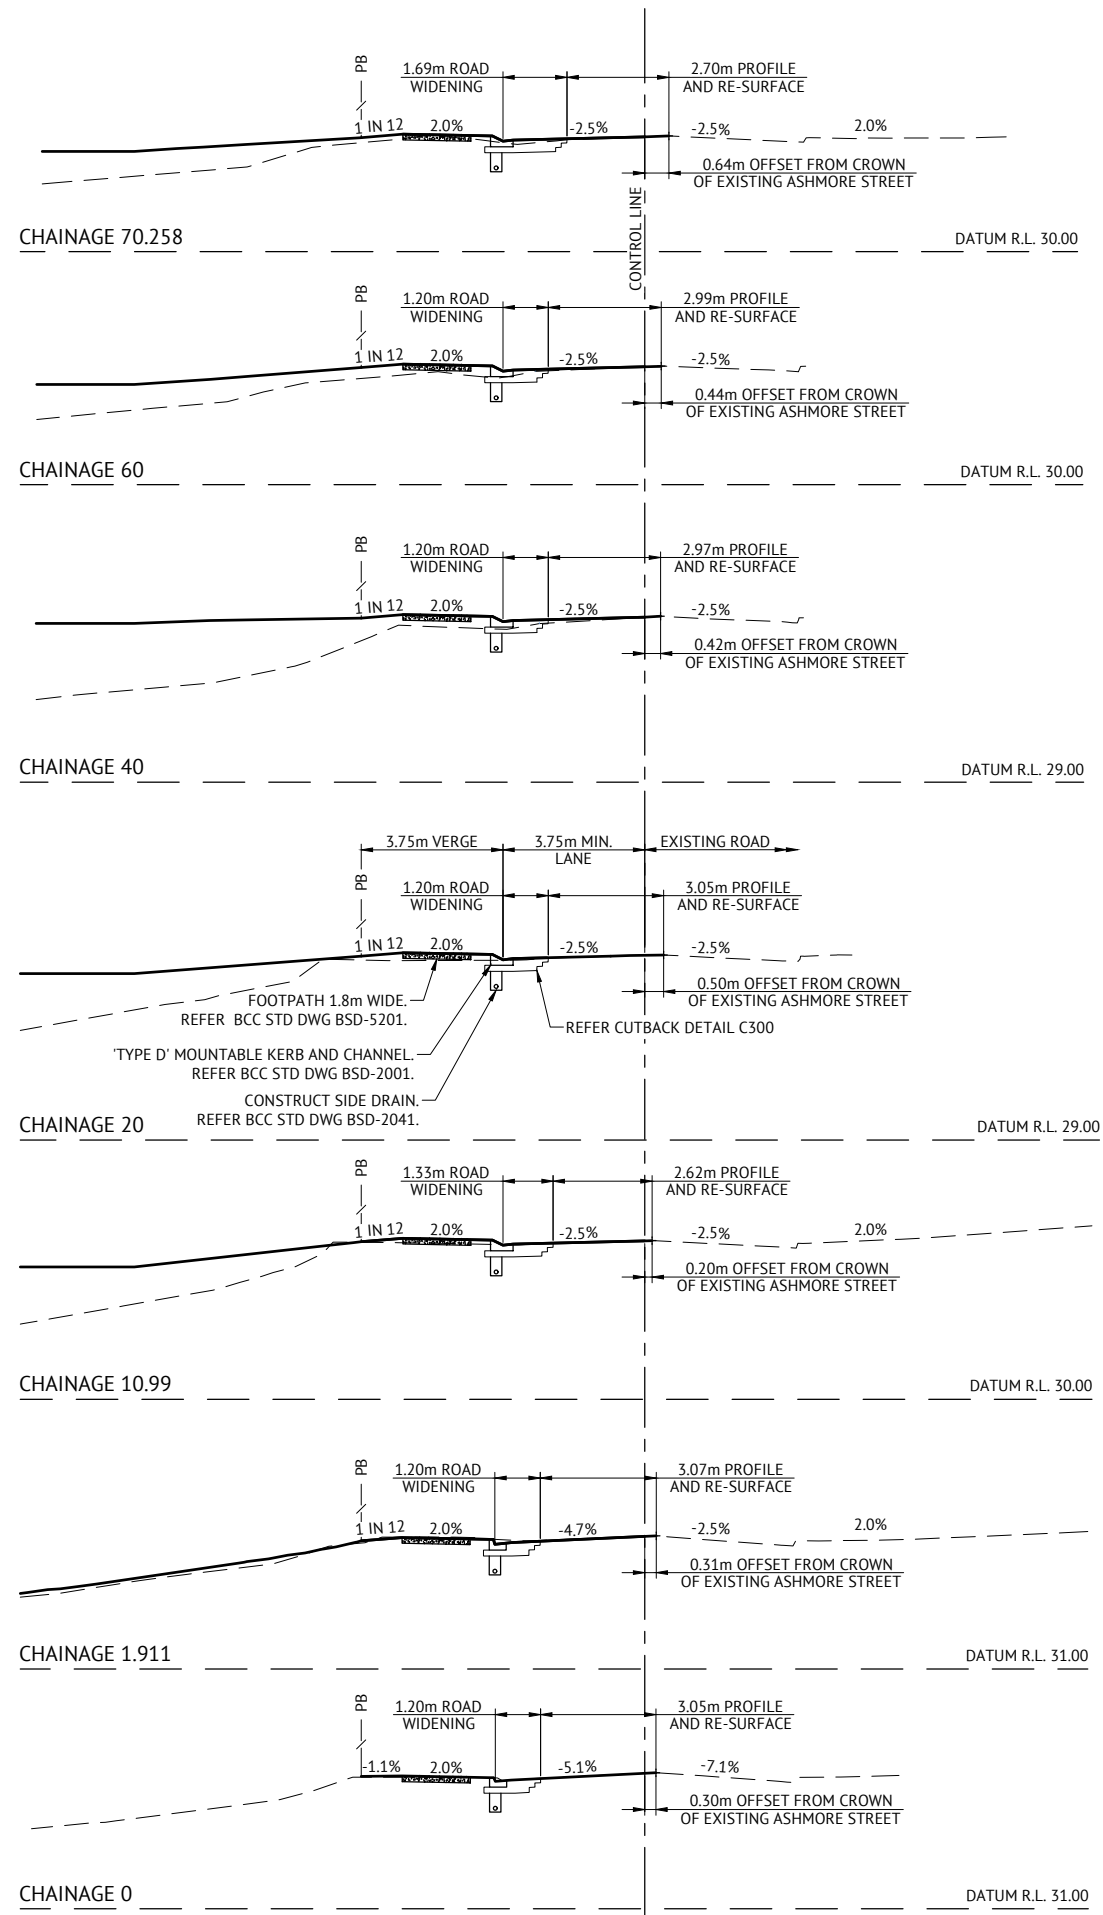 PB
1.69m ROAD
WIDENING
2.70m PROFILE
AND RE-SURFACE
1 IN 12
2.0%
-2.5%
-2.5%
2.0%
0.64m OFFSET FROM CROWN
OF EXISTING ASHMORE STREET
CONTROL LINE
CHAINAGE 70.258
DATUM R.L. 30.00
PB
1.20m ROAD
WIDENING
2.99m PROFILE
AND RE-SURFACE
1 IN 12
2.0%
-2.5%
-2.5%
0.44m OFFSET FROM CROWN
OF EXISTING ASHMORE STREET
CHAINAGE 60
DATUM R.L. 30.00
PB
1.20m ROAD
WIDENING
2.97m PROFILE
AND RE-SURFACE
1 IN 12
2.0%
-2.5%
-2.5%
0.42m OFFSET FROM CROWN
OF EXISTING ASHMORE STREET
CHAINAGE 40
DATUM R.L. 29.00
3.75m VERGE
3.75m MIN.
LANE
EXISTING ROAD
PB
1.20m ROAD
WIDENING
3.05m PROFILE
AND RE-SURFACE
1 IN 12
2.0%
-2.5%
-2.5%
0.50m OFFSET FROM CROWN
OF EXISTING ASHMORE STREET
FOOTPATH 1.8m WIDE.
REFER BCC STD DWG BSD-5201.
REFER CUTBACK DETAIL C300
'TYPE D' MOUNTABLE KERB AND CHANNEL.
REFER BCC STD DWG BSD-2001.
CONSTRUCT SIDE DRAIN.
REFER BCC STD DWG BSD-2041.
CHAINAGE 20
DATUM R.L. 29.00
PB
1.33m ROAD
WIDENING
2.62m PROFILE
AND RE-SURFACE
1 IN 12
2.0%
-2.5%
-2.5%
2.0%
0.20m OFFSET FROM CROWN
OF EXISTING ASHMORE STREET
CHAINAGE 10.99
DATUM R.L. 30.00
PB
1.20m ROAD
WIDENING
3.07m PROFILE
AND RE-SURFACE
1 IN 12
2.0%
-4.7%
-2.5%
2.0%
0.31m OFFSET FROM CROWN
OF EXISTING ASHMORE STREET
CHAINAGE 1.911
DATUM R.L. 31.00
PB
1.20m ROAD
WIDENING
3.05m PROFILE
AND RE-SURFACE
-1.1%
2.0%
-5.1%
-7.1%
0.30m OFFSET FROM CROWN
OF EXISTING ASHMORE STREET
CHAINAGE 0
DATUM R.L. 31.00